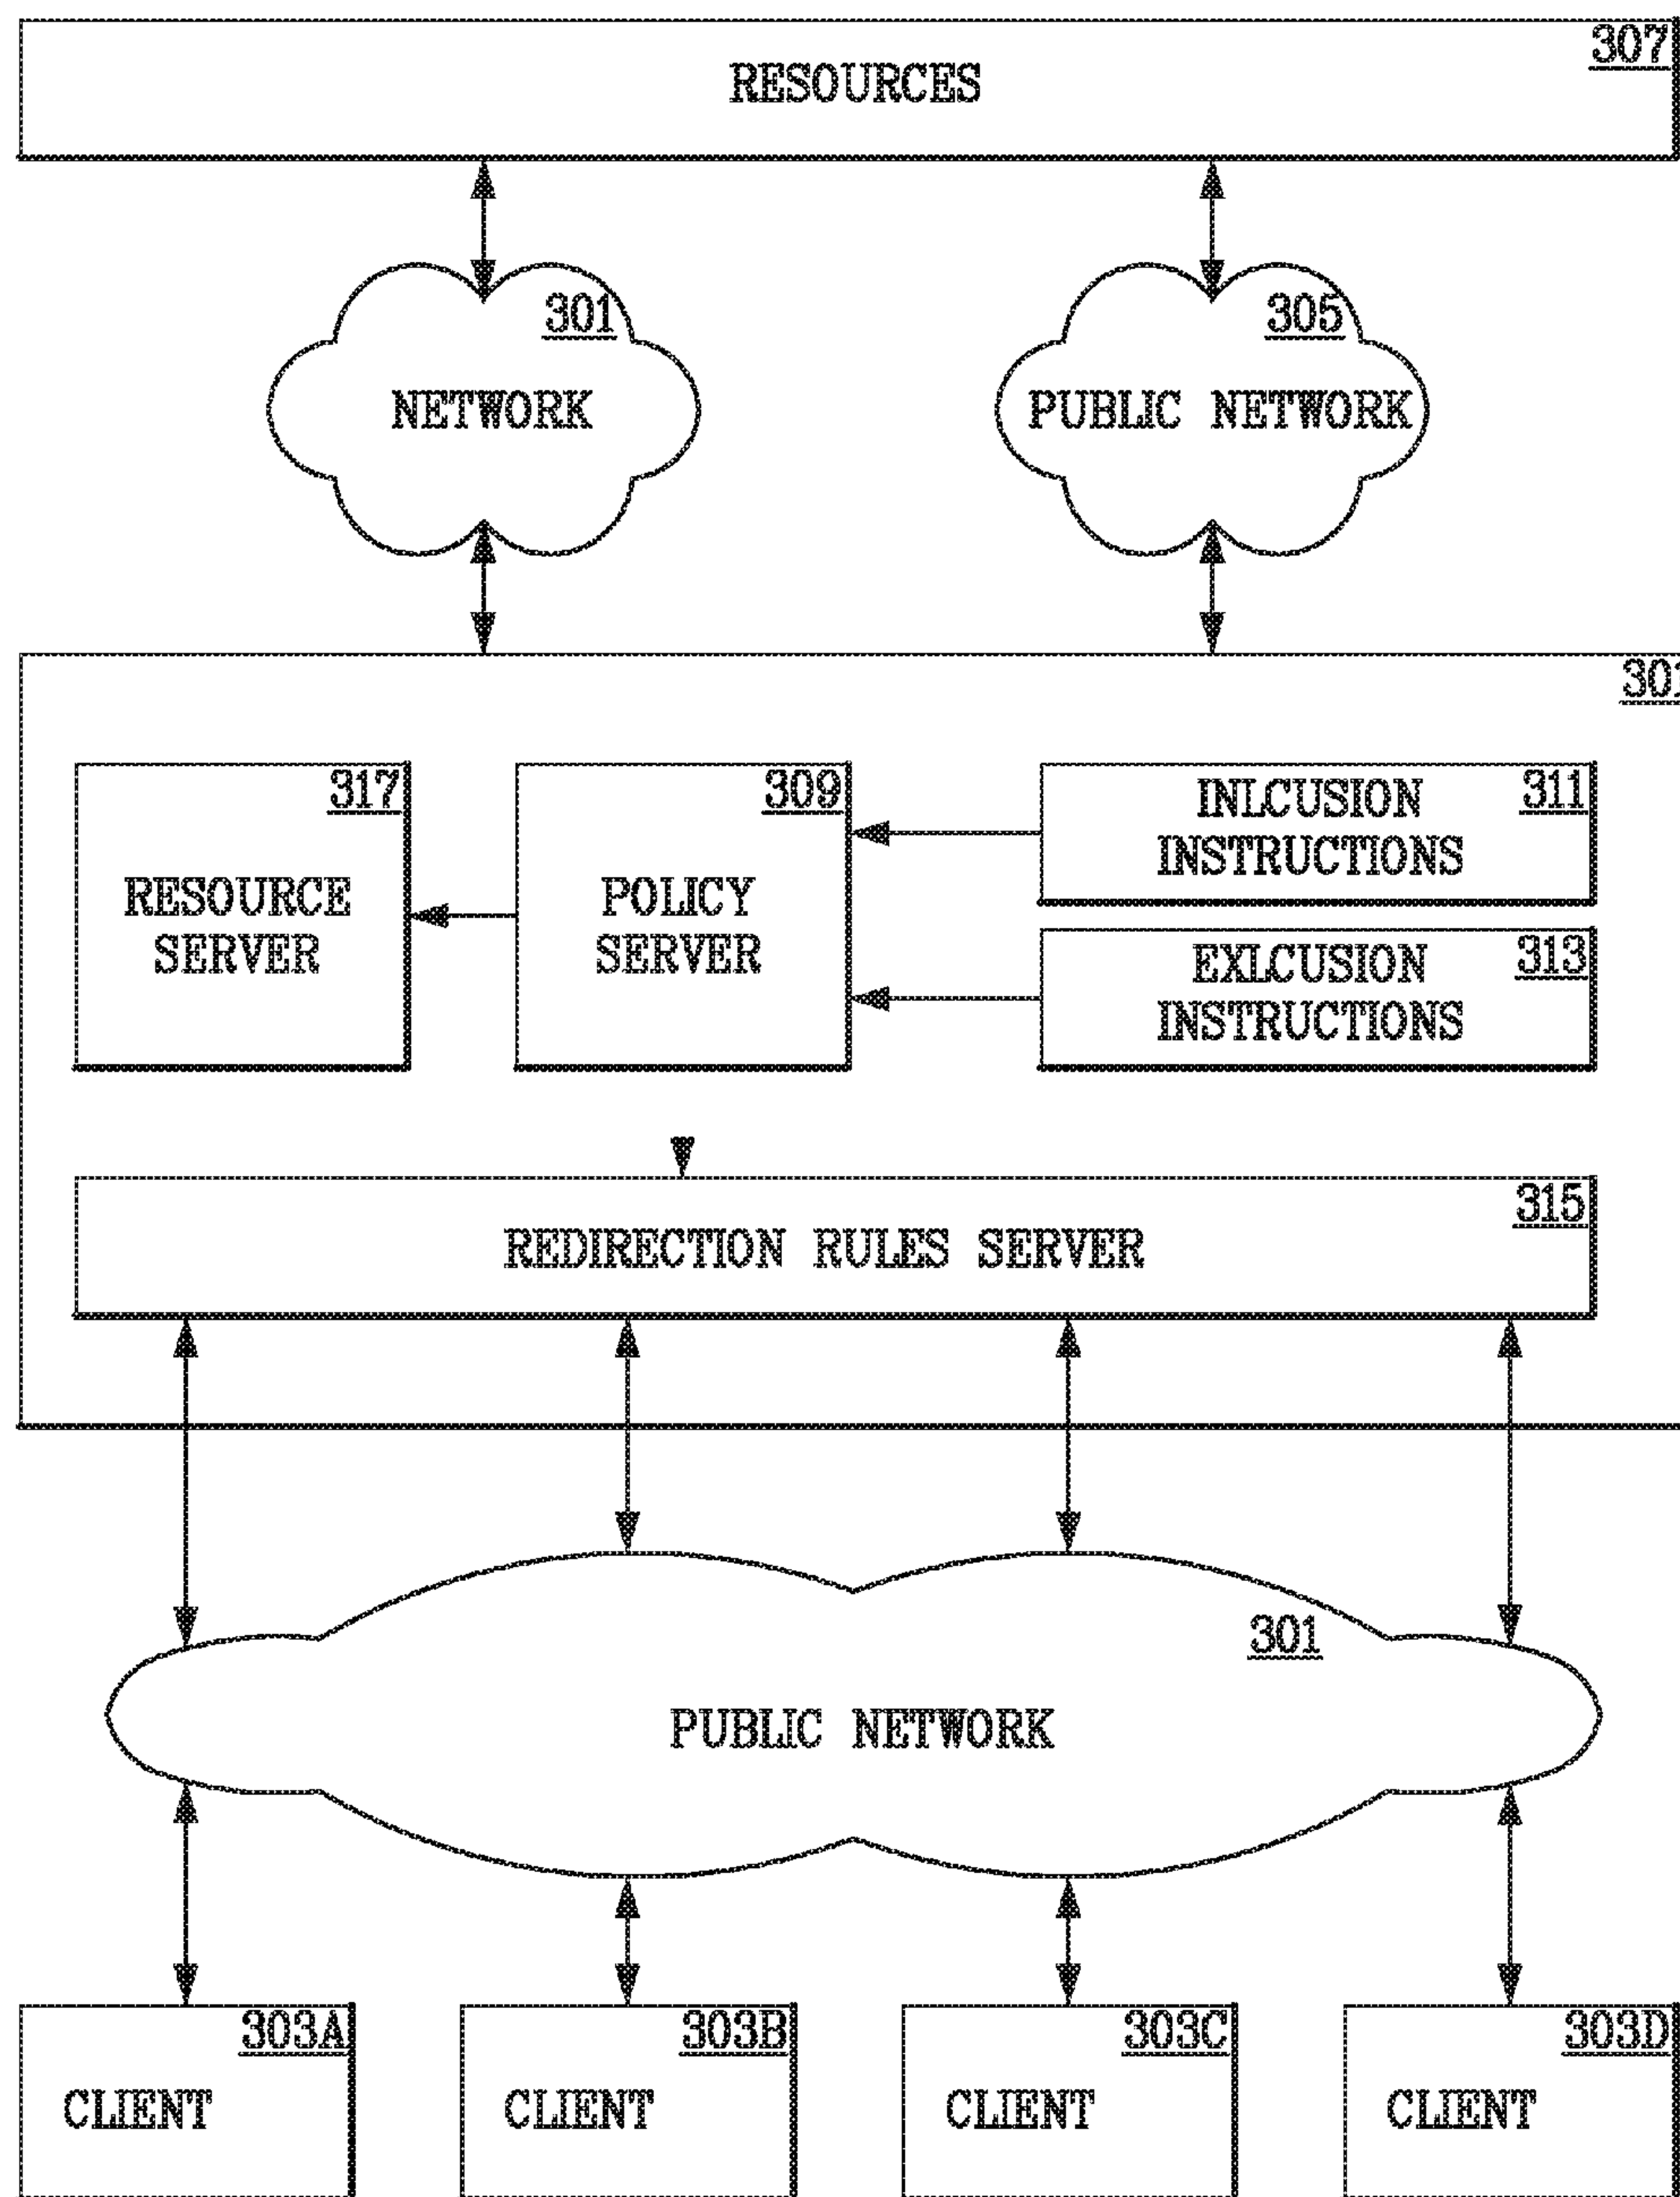 307
RESOURCES
301
NETWORK
305
PUBLIC NETWORK
301
317
RESOURCE
SERVER
309
POLICY
SERVER
INLCUSION
INSTRUCTIONS
311
EXLCUSION
INSTRUCTIONS
313
315
REDIRECTION RULES SERVER
301
PUBLIC NETWORK
303A
CLIENT
303B
CLIENT
303C
CLIENT
303D
CLIENT